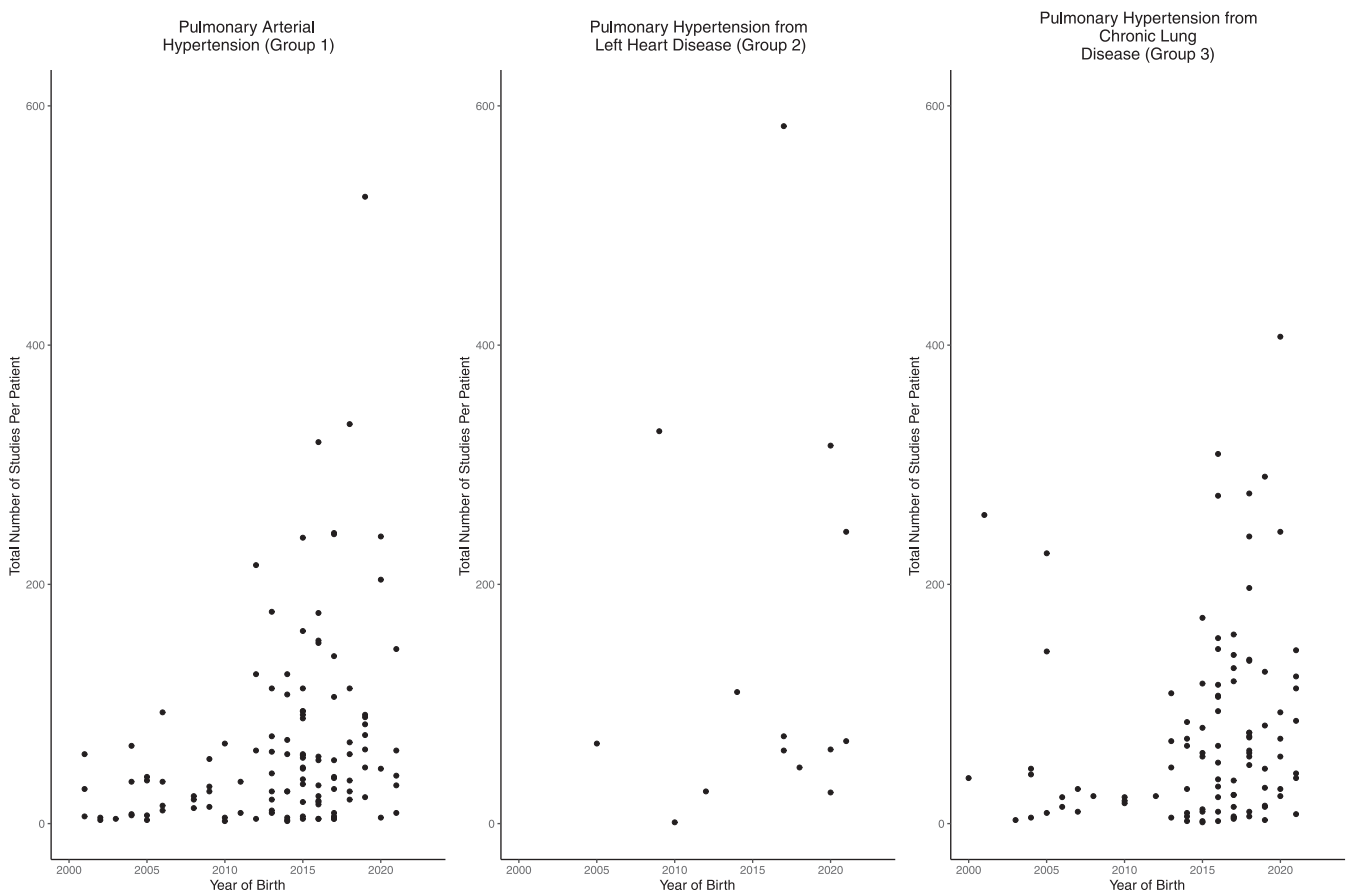 Pulmonary Arterial
Hypertension (Group 1)
600
400
200
0
2000 2005 2010 2015 2020
Year of Birth
Total Number of Studies Per Patient
Pulmonary Hypertension from
Left Heart Disease (Group 2)
600
400
200
0
2000 2005 2010 2015 2020
Year of Birth
Total Number of Studies Per Patient
Pulmonary Hypertension from
Chronic Lung
Disease (Group 3)
600
400
200
0
2000 2005 2010 2015 2020
Year of Birth
Total Number of Studies Per Patient